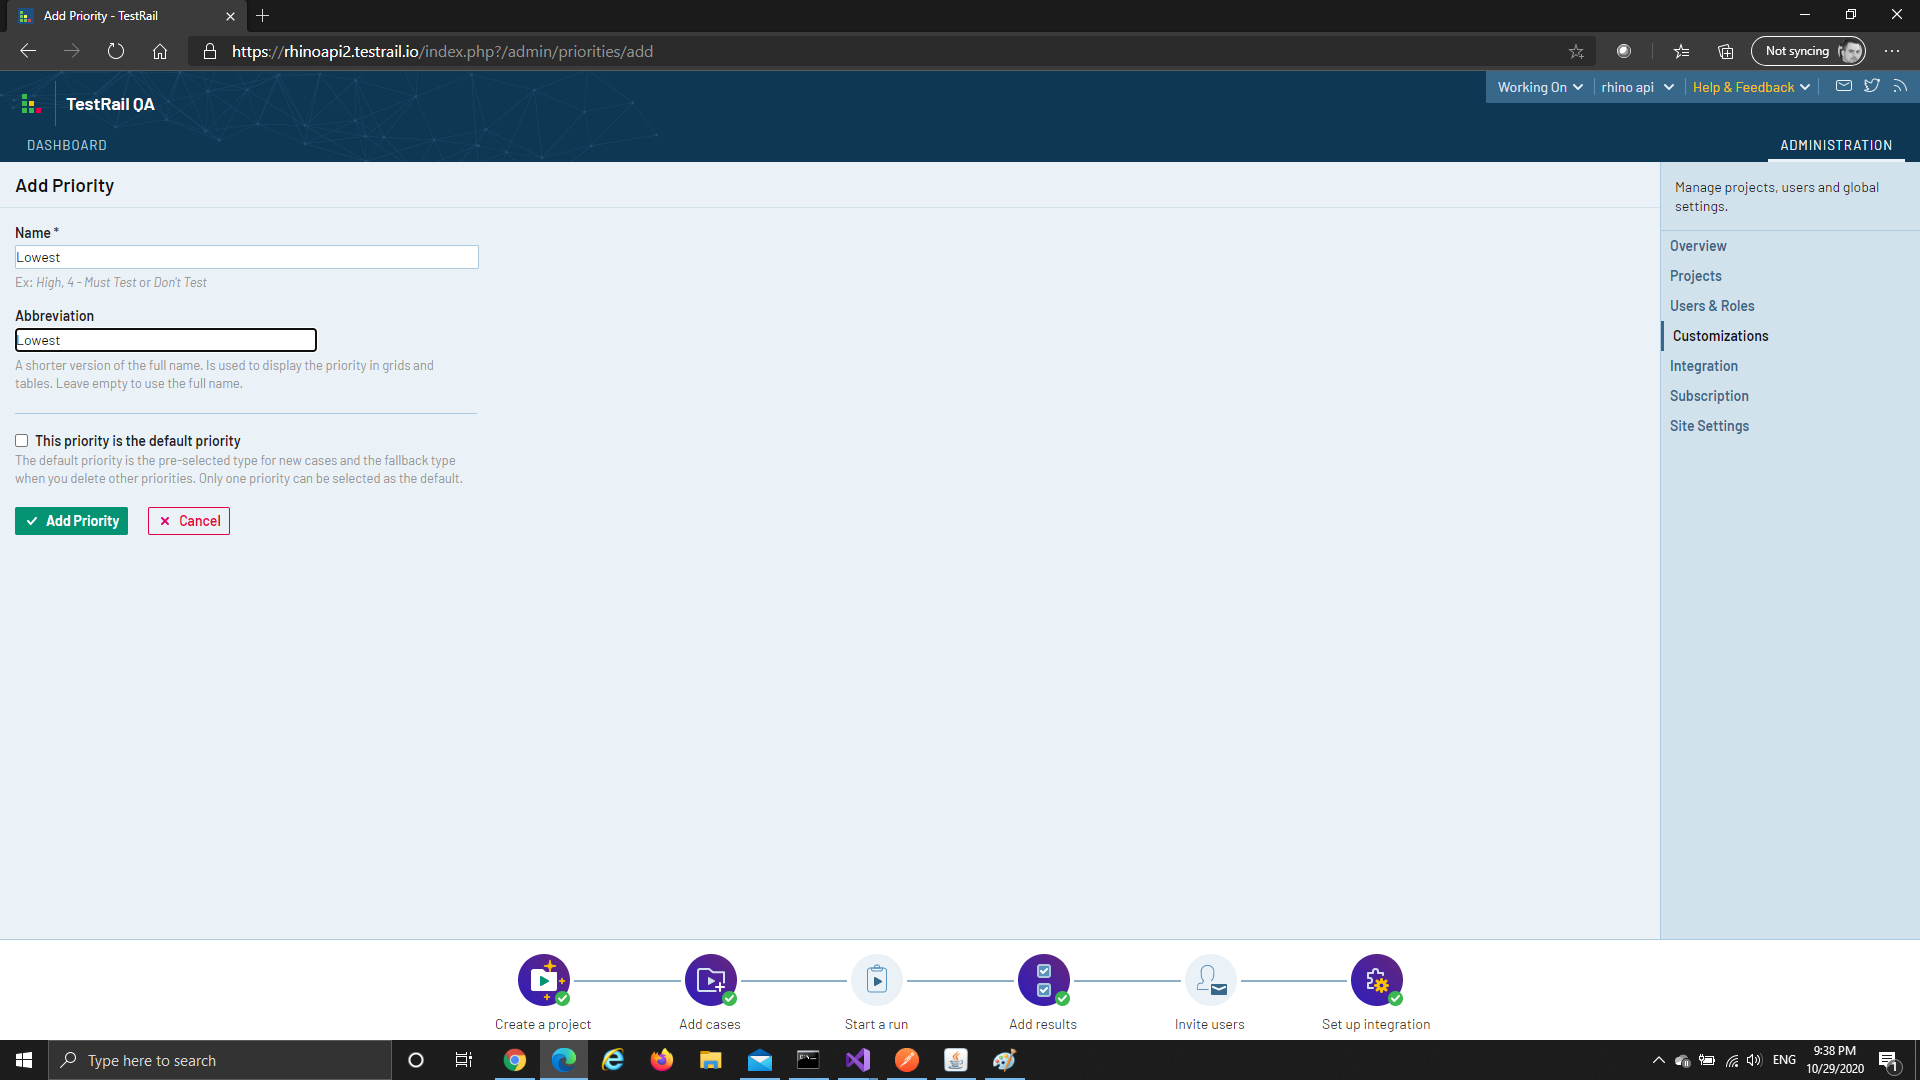 Add Priority - TestRail
https://rhinoapi2.testrail.io/index.php?/admin/priorities/add
Not syncing
TestRail QA
Working On
rhino api
Help & Feedback
DASHBOARD
ADMINISTRATION
Add Priority
Name *
Lowest
Ex: High, 4 - Must Test or Don't Test
Abbreviation
Lowest
A shorter version of the full name. Is used to display the priority in grids and
tables. Leave empty to use the full name.
This priority is the default priority
The default priority is the pre-selected type for new cases and the fallback type
when you delete other priorities. Only one priority can be selected as the default.
Add Priority
Cancel
Manage projects, users and global
settings.
Overview
Projects
Users & Roles
Customizations
Integration
Subscription
Site Settings
Create a project
Add cases
Start a run
Add results
Invite users
Set up integration
Type here to search
ENG
9:38 PM
10/29/2020
1